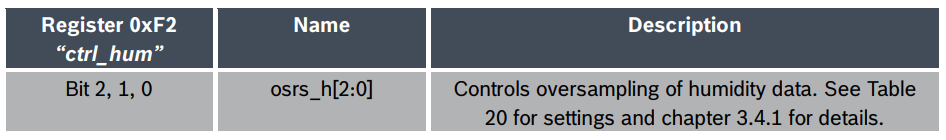 Register 0xF2 Name Description
"ctrl_hum"
Bit 2, 1, 0 osrs_h[2:0] Controls oversampling of humidity data. See Table
20 for settings and chapter 3.4.1 for details.